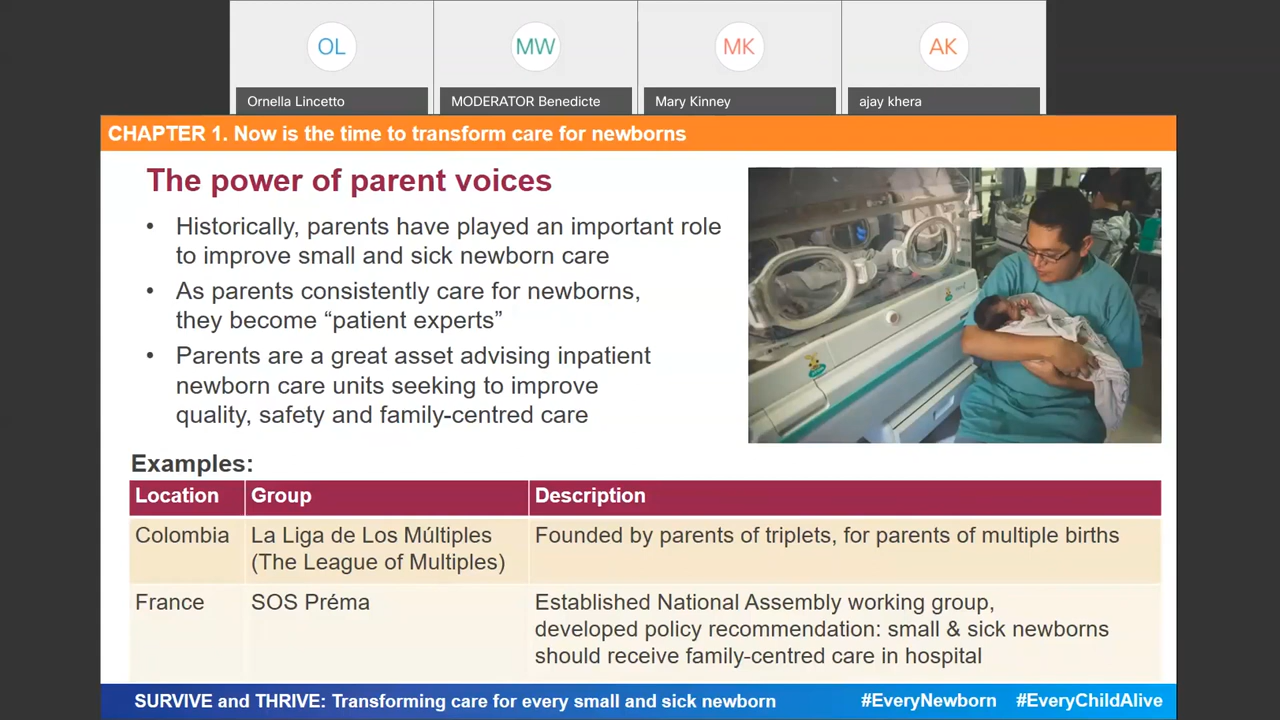 OL
MW
MK
AK
Ornella Lincetto
MODERATOR Benedicte
Mary Kinney
ajay khera
CHAPTER 1. Now is the time to transform care for newborns
The power of parent voices
• Historically, parents have played an important role
to improve small and sick newborn care
• As parents consistently care for newborns,
they become “patient experts”
• Parents are a great asset advising inpatient
newborn care units seeking to improve
quality, safety and family-centred care
Examples:
Location Group Description
Colombia La Liga de Los Múltiples Founded by parents of triplets, for parents of multiple births
(The League of Multiples)
France SOS Préma Established National Assembly working group,
developed policy recommendation: small & sick newborns
should receive family-centred care in hospital
SURVIVE and THRIVE: Transforming care for every small and sick newborn #EveryNewborn #EveryChildAlive